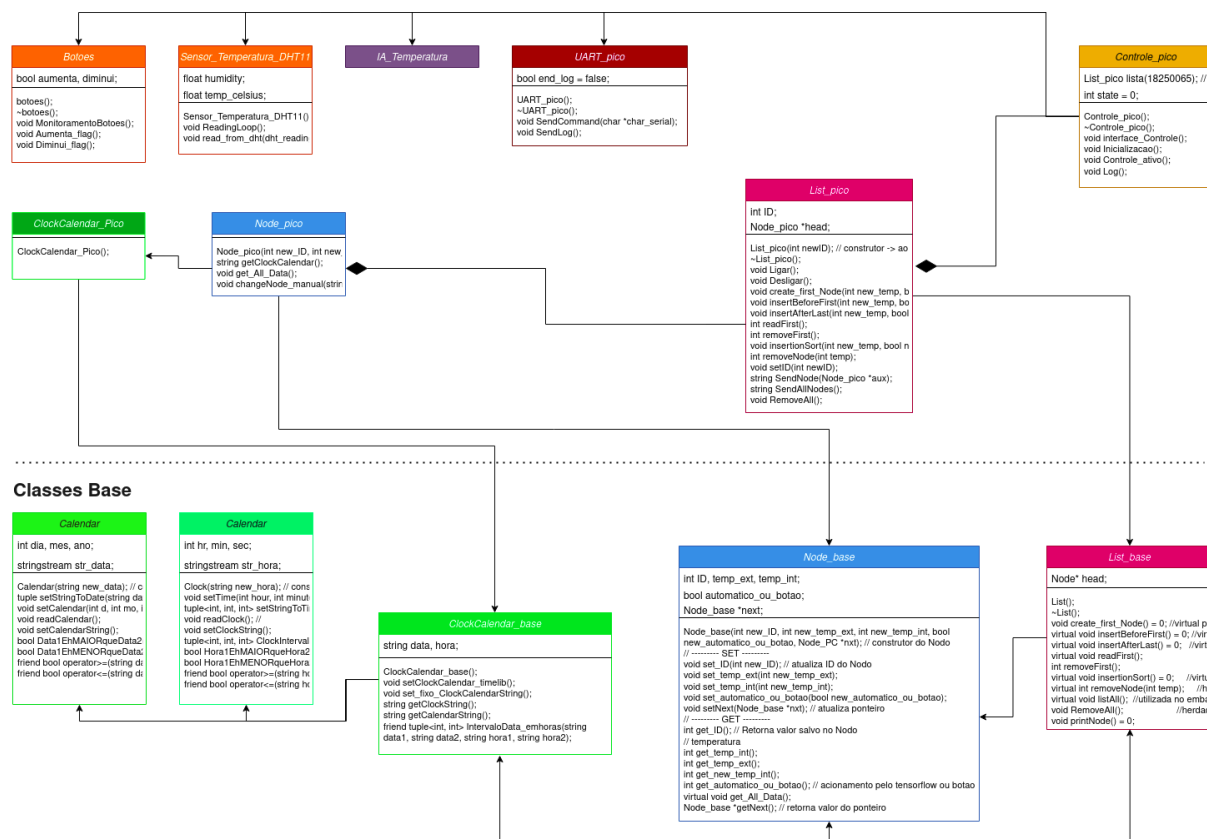 Botoes
bool aumenta, diminui;
botoes();
~botoes();
void MonitoramentoBotoes();
void Aumenta_flag();
void Diminui_flag();
Sensor_Temperatura_DHT11
float humidity;
float temp_celsius;
Sensor_Temperatura_DHT11()
void ReadingLoop();
void read_from_dht(dht_readin
IA_Temperatura
UART_pico
bool end_log = false;
UART_pico();
~UART_pico();
void SendCommand(char *char_serial);
void SendLog();
Controle_pico
List_pico lista(18250065); //
int state = 0;
Controle_pico();
~Controle_pico();
void interface_Controle();
void Inicializacao();
void Controle_ativo();
void Log();
ClockCalendar_Pico
ClockCalendar_Pico();
Node_pico
Node_pico(int new_ID, int new_
string getClockCalendar();
void get_All_Data();
void changeNode_manual(strin
List_pico
int ID;
Node_pico *head;
List_pico(int newID); // construtor -> ao
~List_pico();
void Ligar();
void Desligar();
void create_first_Node(int new_temp, b
void insertBeforeFirst(int new_temp, bo
void insertAfterLast(int new_temp, bool
int readFirst();
int removeFirst();
void insertionSort(int new_temp, bool n
int removeNode(int temp);
void setID(int newID);
string SendNode(Node_pico *aux);
string SendAllNodes();
void RemoveAll();
Classes Base
Calendar
int dia, mes, ano;
stringstream str_data;
Calendar(string new_data); // c
tuple setStringToDate(string da
void setCalendar(int d, int mo, i
void readCalendar();
void setCalendarString();
bool Data1EhMAIORqueData2
bool Data1EhMENORqueData
friend bool operator>=(string da
friend bool operator<=(string da
Calendar
int hr, min, sec;
stringstream str_hora;
Clock(string new_hora); // cons
void setTime(int hour, int minut
tuple<int, int, int> setStringToTi
void readClock(); //
void setClockString();
tuple<int, int, int> ClockInterval
bool Hora1EhMAIORqueHora2
bool Hora1EhMENORqueHora
friend bool operator>=(string ho
friend bool operator<=(string ho
ClockCalendar_base
string data, hora;
ClockCalendar_base();
void setClockCalendar_timelib();
void set_fixo_ClockCalendarString();
string getClockString();
string getCalendarString();
friend tuple<int, int> IntervaloData_emhoras(string
data1, string data2, string hora1, string hora2);
Node_base
int ID, temp_ext, temp_int;
bool automatico_ou_botao;
Node_base *next;
Node_base(int new_ID, int new_temp_ext, int new_temp_int, bool
new_automatico_ou_botao, Node_PC *nxt); // construtor do Nodo
// --------- SET ---------
void set_ID(int new_ID); // atualiza ID do Nodo
void set_temp_ext(int new_temp_ext);
void set_temp_int(int new_temp_int);
void set_automatico_ou_botao(bool new_automatico_ou_botao);
void setNext(Node_base *nxt); // atualiza ponteiro
// --------- GET ---------
int get_ID(); // Retorna valor salvo no Nodo
// temperatura
int get_temp_int();
int get_temp_ext();
int get_new_temp_int();
int get_automatico_ou_botao(); // acionamento pelo tensorflow ou botao
virtual void get_All_Data();
Node_base *getNext(); // retorna valor do ponteiro
List_base
Node* head;
List();
~List();
void create_first_Node() = 0; //virtual p
virtual void insertBeforeFirst() = 0; //vir
virtual void insertAfterLast() = 0; //virtu
virtual void readFirst();
int removeFirst();
virtual void insertionSort() = 0; //virtu
virtual int removeNode(int temp); //h
virtual void listAll(); //utilizada no emba
void RemoveAll(); //herdad
void printNode() = 0;